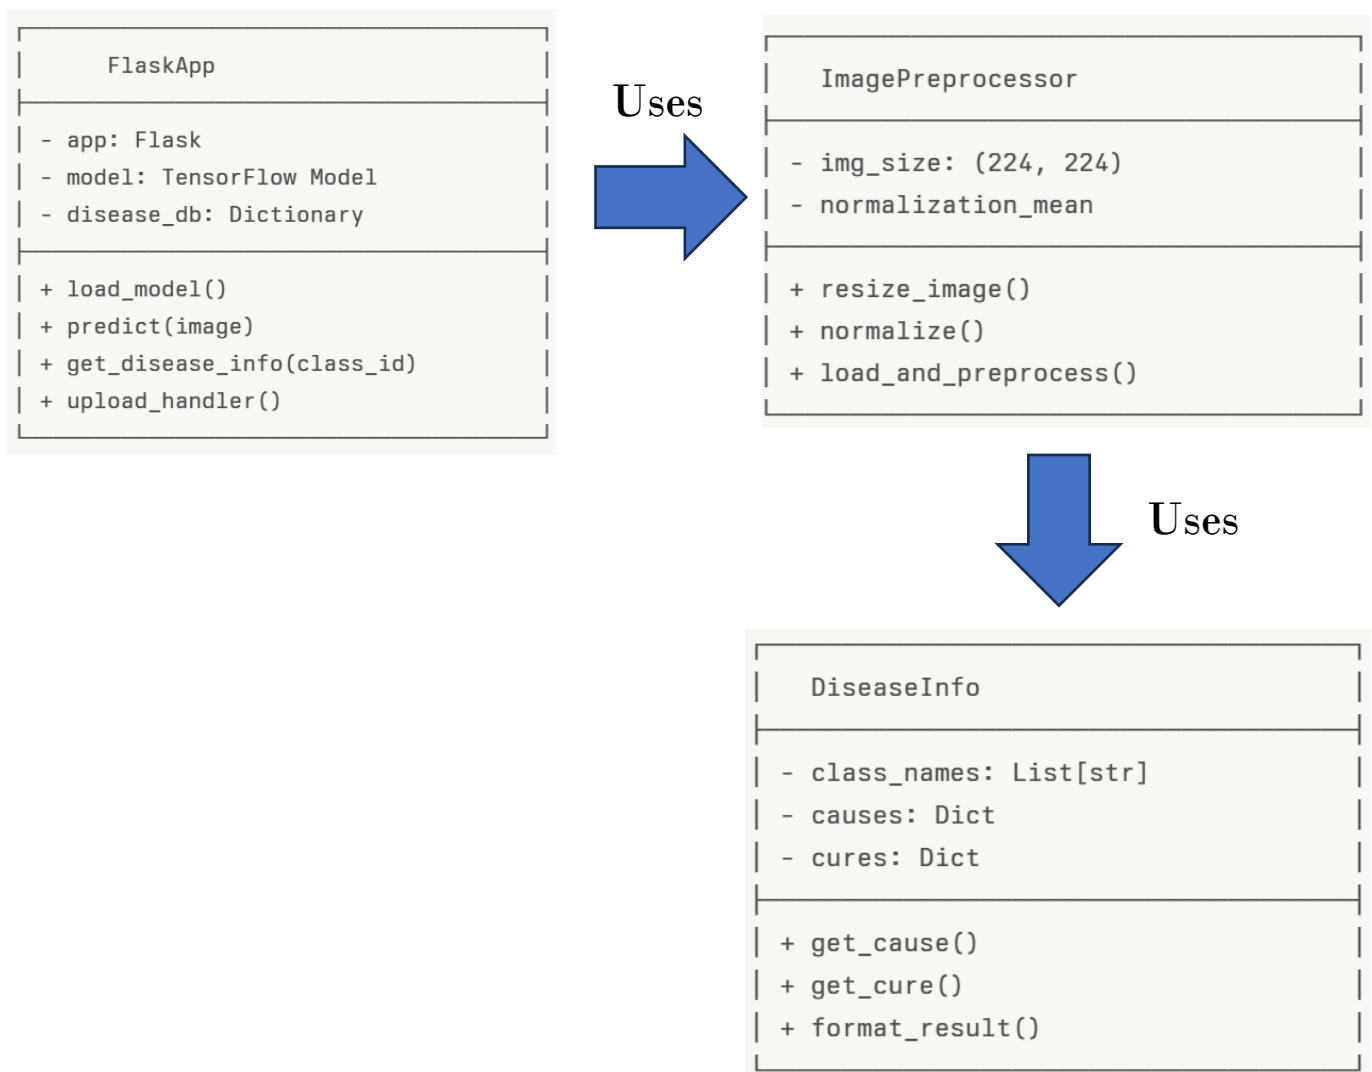 FlaskApp
- app: Flask
- model: TensorFlow Model
- disease_db: Dictionary
+ load_model()
+ predict(image)
+ get_disease_info(class_id)
+ upload_handler()
Uses
ImagePreprocessor
- img_size: (224, 224)
- normalization_mean
+ resize_image()
+ normalize()
+ load_and_preprocess()
Uses
DiseaseInfo
- class_names: List[str]
- causes: Dict
- cures: Dict
+ get_cause()
+ get_cure()
+ format_result()